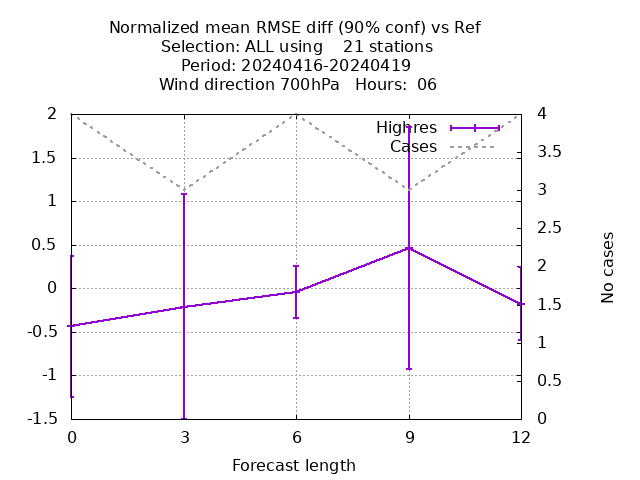 Normalized mean RMSE diff (90% conf) vs Ref
Selection: ALL using    21 stations
Period: 20240416-20240419
Wind direction 700hPa   Hours:  06
Highres
Cases
2
1.5
1
0.5
0
-0.5
-1
-1.5
4
3.5
3
2.5
2
1.5
1
0.5
0
No cases
0 3 6 9 12
Forecast length